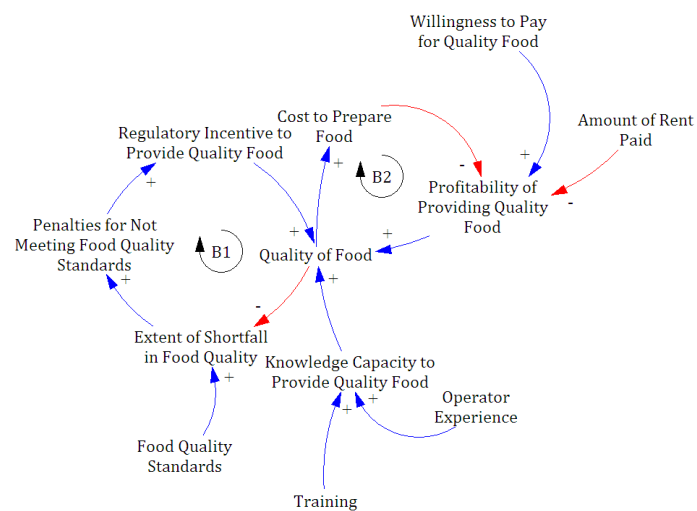 Willingness to Pay
for Quality Food
Cost to Prepare
Food
Amount of Rent
Paid
Regulatory Incentive to
Provide Quality Food
+
+
-
+
-
+
B2
Profitability of
Providing Quality
Food
Penalties for Not
Meeting Food Quality
Standards
B1
+
+
Quality of Food
+
+
-
Extent of Shortfall
in Food Quality
+
Knowledge Capacity to
Provide Quality Food
+
+
Operator
Experience
Food Quality
Standards
Training